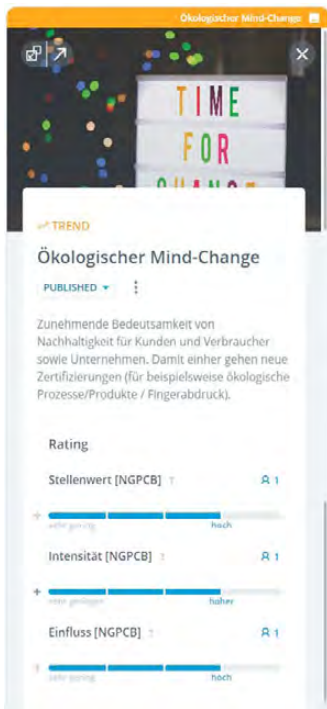 Ökologischer Mind-Change
TIME
FOR
CHANGE
TREND
Ökologischer Mind-Change
PUBLISHED
Zunehmende Bedeutsamkeit von
Nachhaltigkeit für Kunden und Verbraucher
sowie Unternehmen. Damit einher gehen neue
Zertifizierungen (für beispielsweise ökologische
Prozesse/Produkte / Fingerabdruck).
Rating
Stellenwert [NGPCB] ? 1
sehr gering hoch
Intensität [NGPCB] ? 1
hoher
Einfluss [NGPCB] ? 1
sehr gering hoch